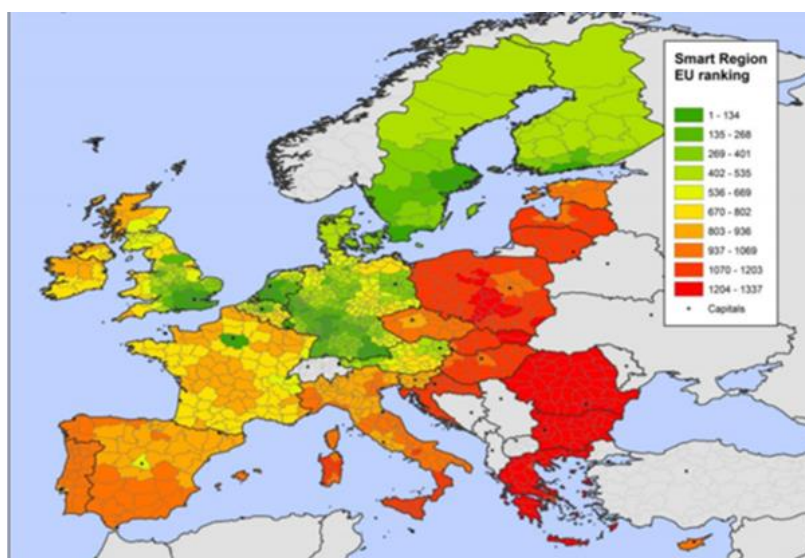 Smart Region
EU ranking
1 - 134
135 - 268
269 - 401
402 - 535
536 - 669
670 - 802
803 - 936
937 - 1069
1070 - 1203
1204 - 1337
Capitals